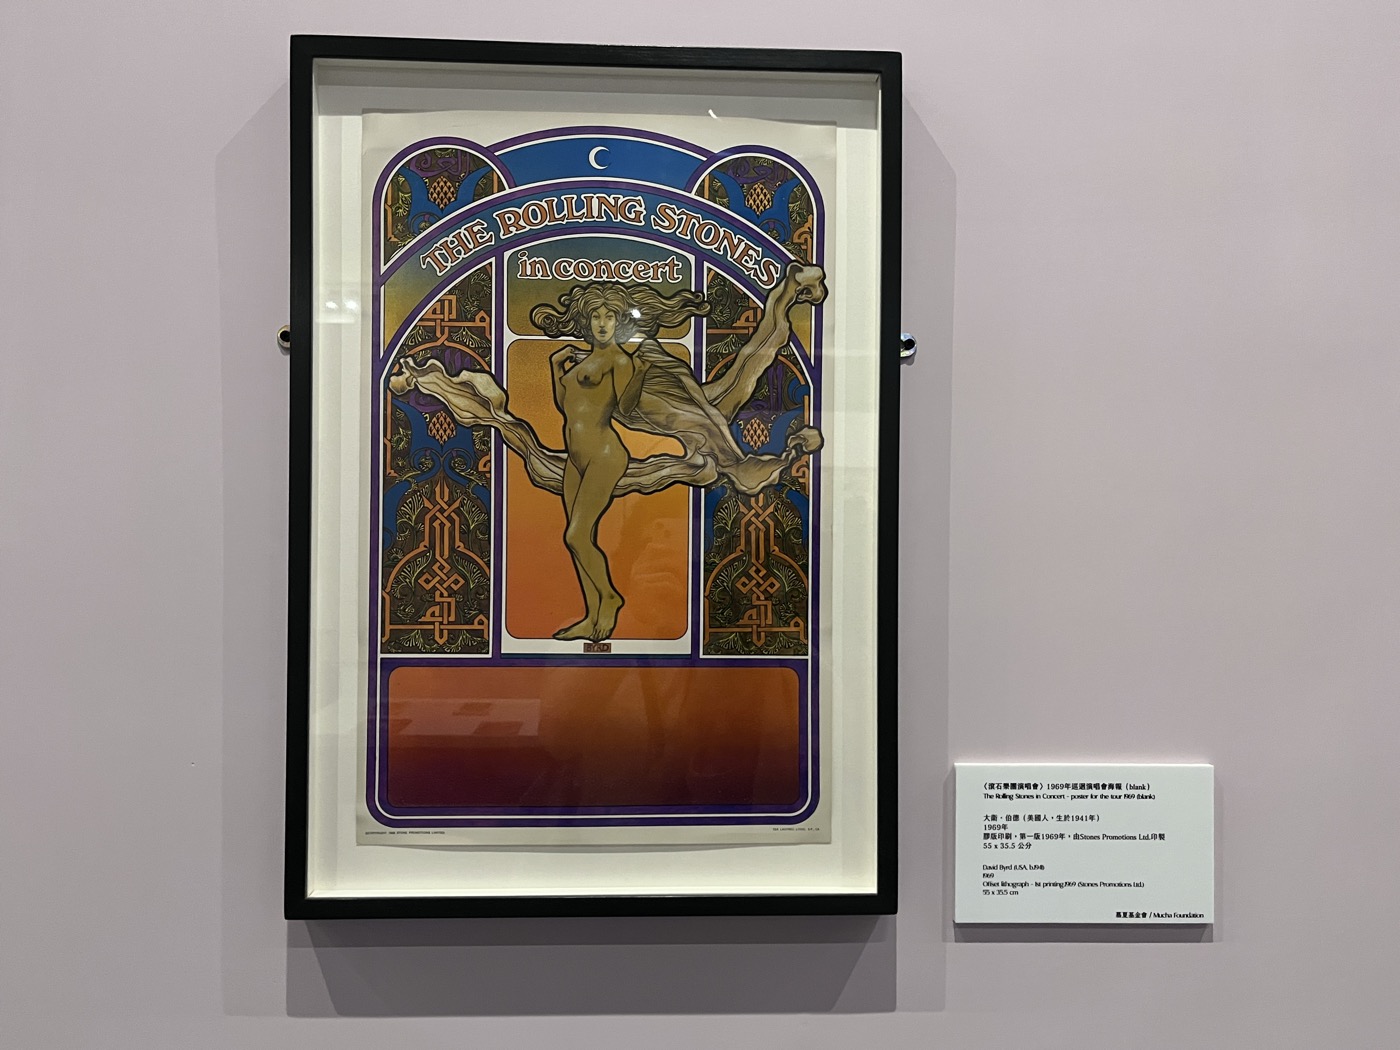 THE ROLLING STONES
in concert
BYRD
《滾石樂團演唱會》1969年巡迴演唱會海報（blank）
The Rolling Stones in Concert - poster for the tour 1969 (blank)
大衛・伯德（美國人，生於1941年）
1969年
膠版印刷，第一版1969年，由Stones Promotions Ltd.印製
55 x 35.5 公分
David Byrd (USA, b.1941)
1969
Offset lithograph - 1st printing,1969 (Stones Promotions Ltd.)
55 x 35.5 cm
慕夏基金會 / Mucha Foundation